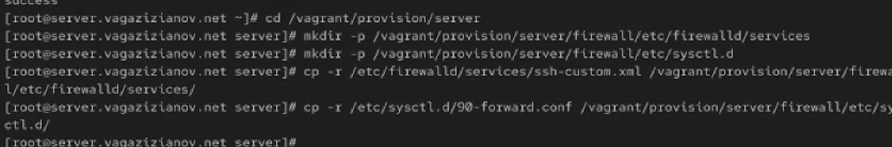 success
[root@server.vagazizianov.net ~]# cd /vagrant/provision/server
[root@server.vagazizianov.net server]# mkdir -p /vagrant/provision/server/firewall/etc/firewalld/services
[root@server.vagazizianov.net server]# mkdir -p /vagrant/provision/server/firewall/etc/sysctl.d
[root@server.vagazizianov.net server]# cp -r /etc/firewalld/services/ssh-custom.xml /vagrant/provision/server/firewa
l/etc/firewalld/services/
[root@server.vagazizianov.net server]# cp -r /etc/sysctl.d/90-forward.conf /vagrant/provision/server/firewall/etc/sy
ctl.d/
[root@server.vagazizianov.net server]#